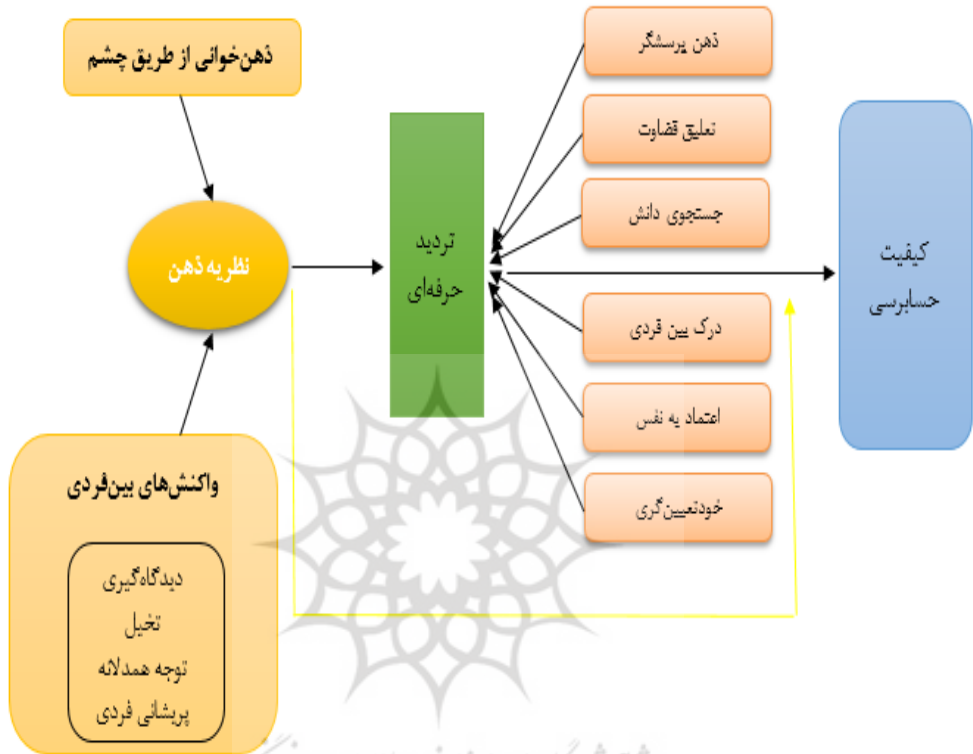 ذهن‌خوانی از طریق چشم
نظریه ذهن
واکنش‌های بین‌فردی
دیدگاه‌گیری
تخیل
توجه همدلانه
پریشانی فردی
تردید
حرفه‌ای
ذهن پرسشگر
تعلیق قضاوت
جستجوی دانش
درک بین فردی
اعتماد به نفس
خودتعیین‌گری
کیفیت
حسابرسی